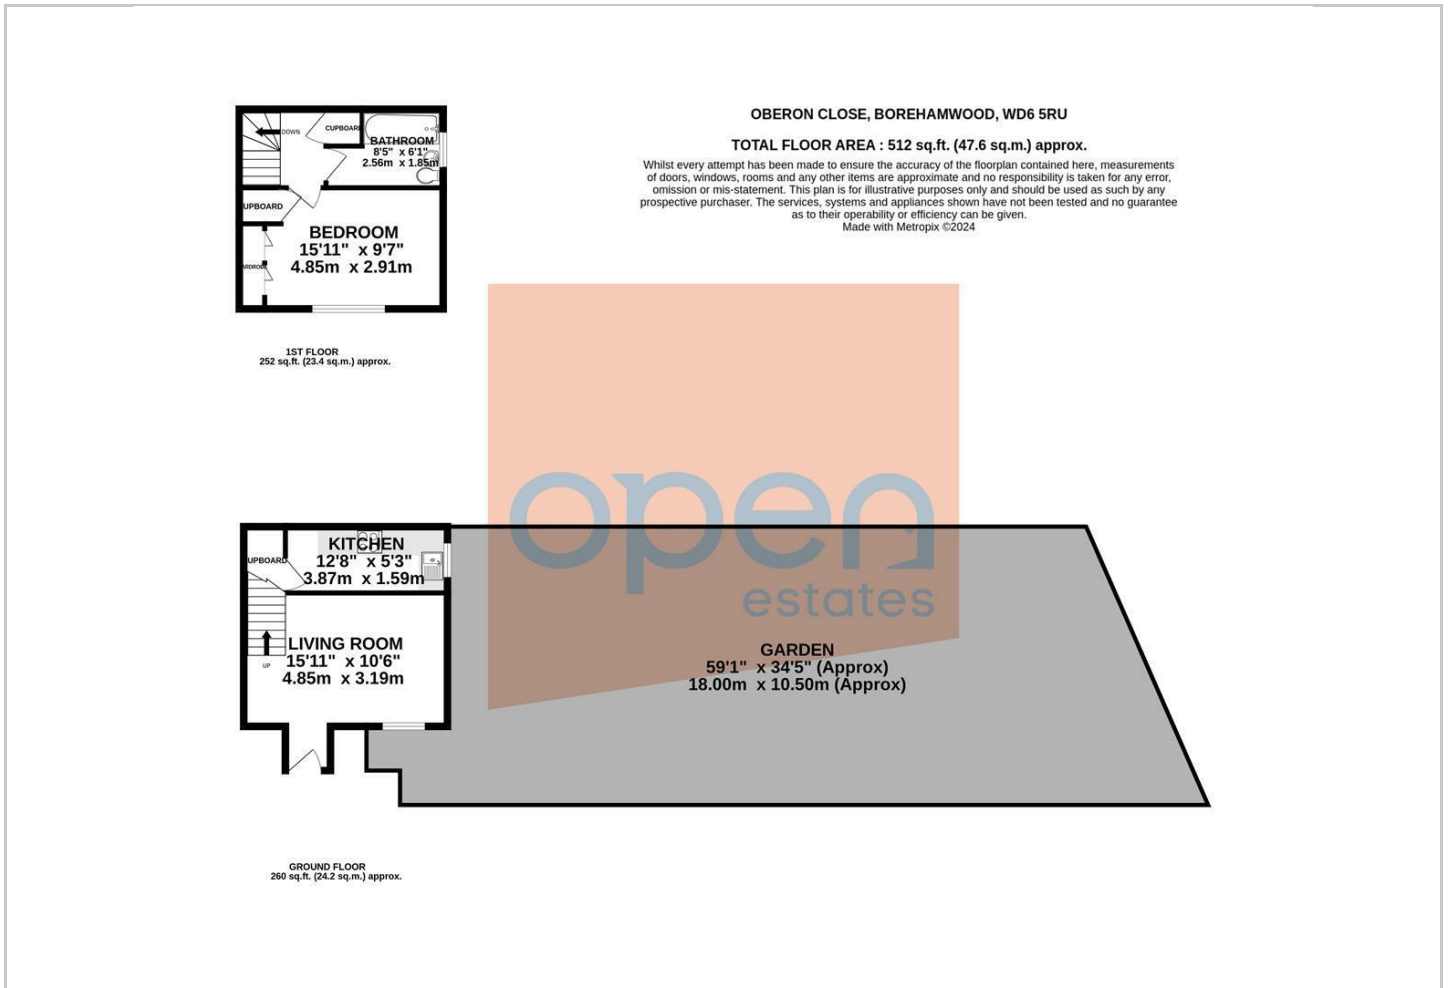 OBERON CLOSE, BOREHAMWOOD, WD6 5RU
TOTAL FLOOR AREA : 512 sq.ft. (47.6 sq.m.) approx.
Whilst every attempt has been made to ensure the accuracy of the floorplan contained here, measurements
of doors, windows, rooms and any other items are approximate and no responsibility is taken for any error,
omission or mis-statement. This plan is for illustrative purposes only and should be used as such by any
prospective purchaser. The services, systems and appliances shown have not been tested and no guarantee
as to their operability or efficiency can be given.
Made with Metropix ©2024
DOWN
CUPBOARD
BATHROOM
8'5" x 6'1"
2.56m x 1.85m
UPBOARD
BEDROOM
15'11" x 9'7"
4.85m x 2.91m
ARDROBE
1ST FLOOR
252 sq.ft. (23.4 sq.m.) approx.
open
estates
KITCHEN
12'8" x 5'3"
3.87m x 1.59m
UPBOARD
LIVING ROOM
15'11" x 10'6"
4.85m x 3.19m
UP
GARDEN
59'1" x 34'5" (Approx)
18.00m x 10.50m (Approx)
GROUND FLOOR
260 sq.ft. (24.2 sq.m.) approx.